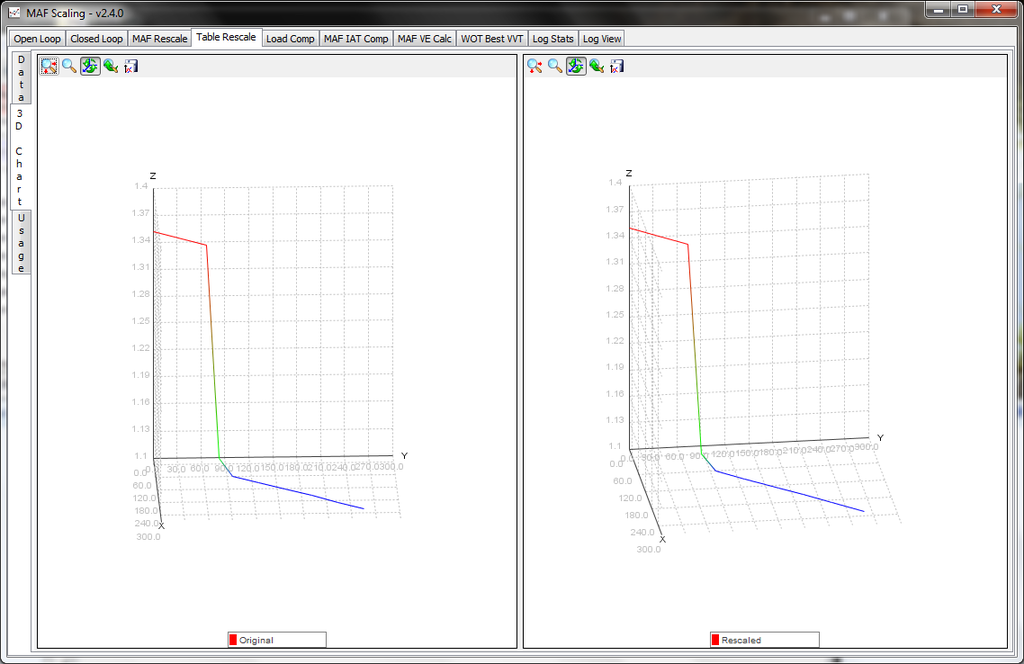 MAF Scaling - v2.4.0
Open Loop Closed Loop MAF Rescale Table Rescale Load Comp MAF IAT Comp MAF VE Calc WOT Best VVT Log Stats Log View
Data
3D Chart
Usage
Z
1.4
1.37
1.34
1.31
1.28
1.25
1.22
1.19
1.16
1.13
1.1
Y
0.0 30.0 60.0 90.0 120.0 150.0 180.0 210.0 240.0 270.0 300.0
0.0
60.0
120.0
180.0
240.0
X
300.0
Original
Z
1.4
1.37
1.34
1.31
1.28
1.25
1.22
1.19
1.16
1.13
1.1
Y
0.0 30.0 60.0 90.0 120.0 150.0 180.0 210.0 240.0 270.0 300.0
0.0
60.0
120.0
180.0
240.0
X
300.0
Rescaled